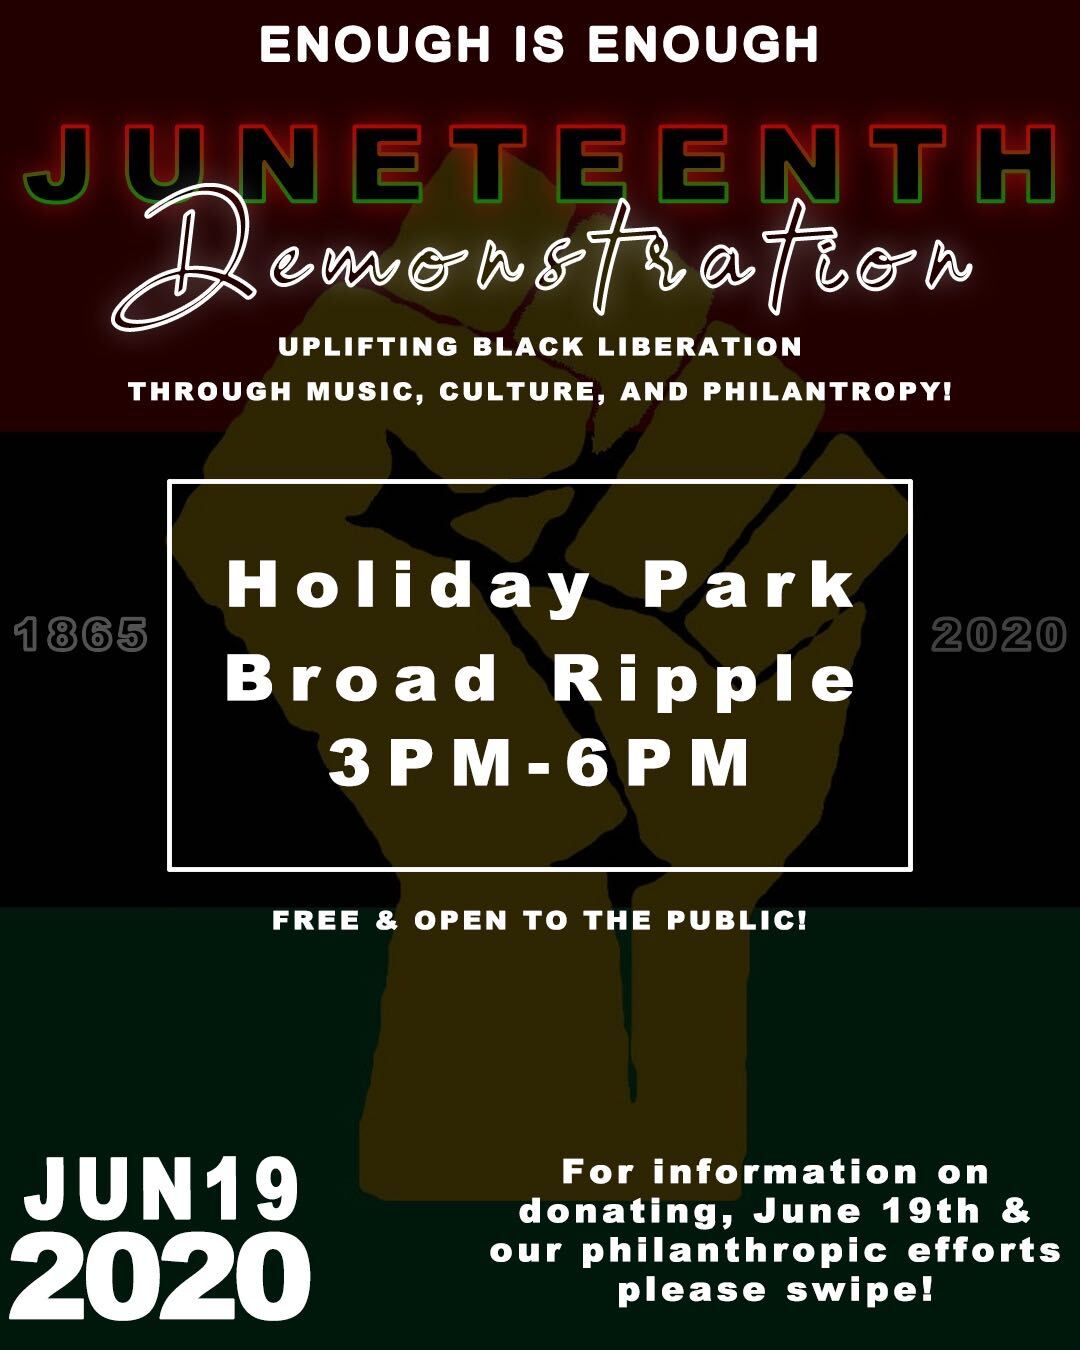 ENOUGH IS ENOUGH
JUNETEENTH
Demonstration
UPLIFTING BLACK LIBERATION
THROUGH MUSIC, CULTURE, AND PHILANTROPY!
Holiday Park
Broad Ripple
3PM-6PM
1865
2020
FREE & OPEN TO THE PUBLIC!
JUN19
2020
For information on
donating, June 19th &
our philanthropic efforts
please swipe!